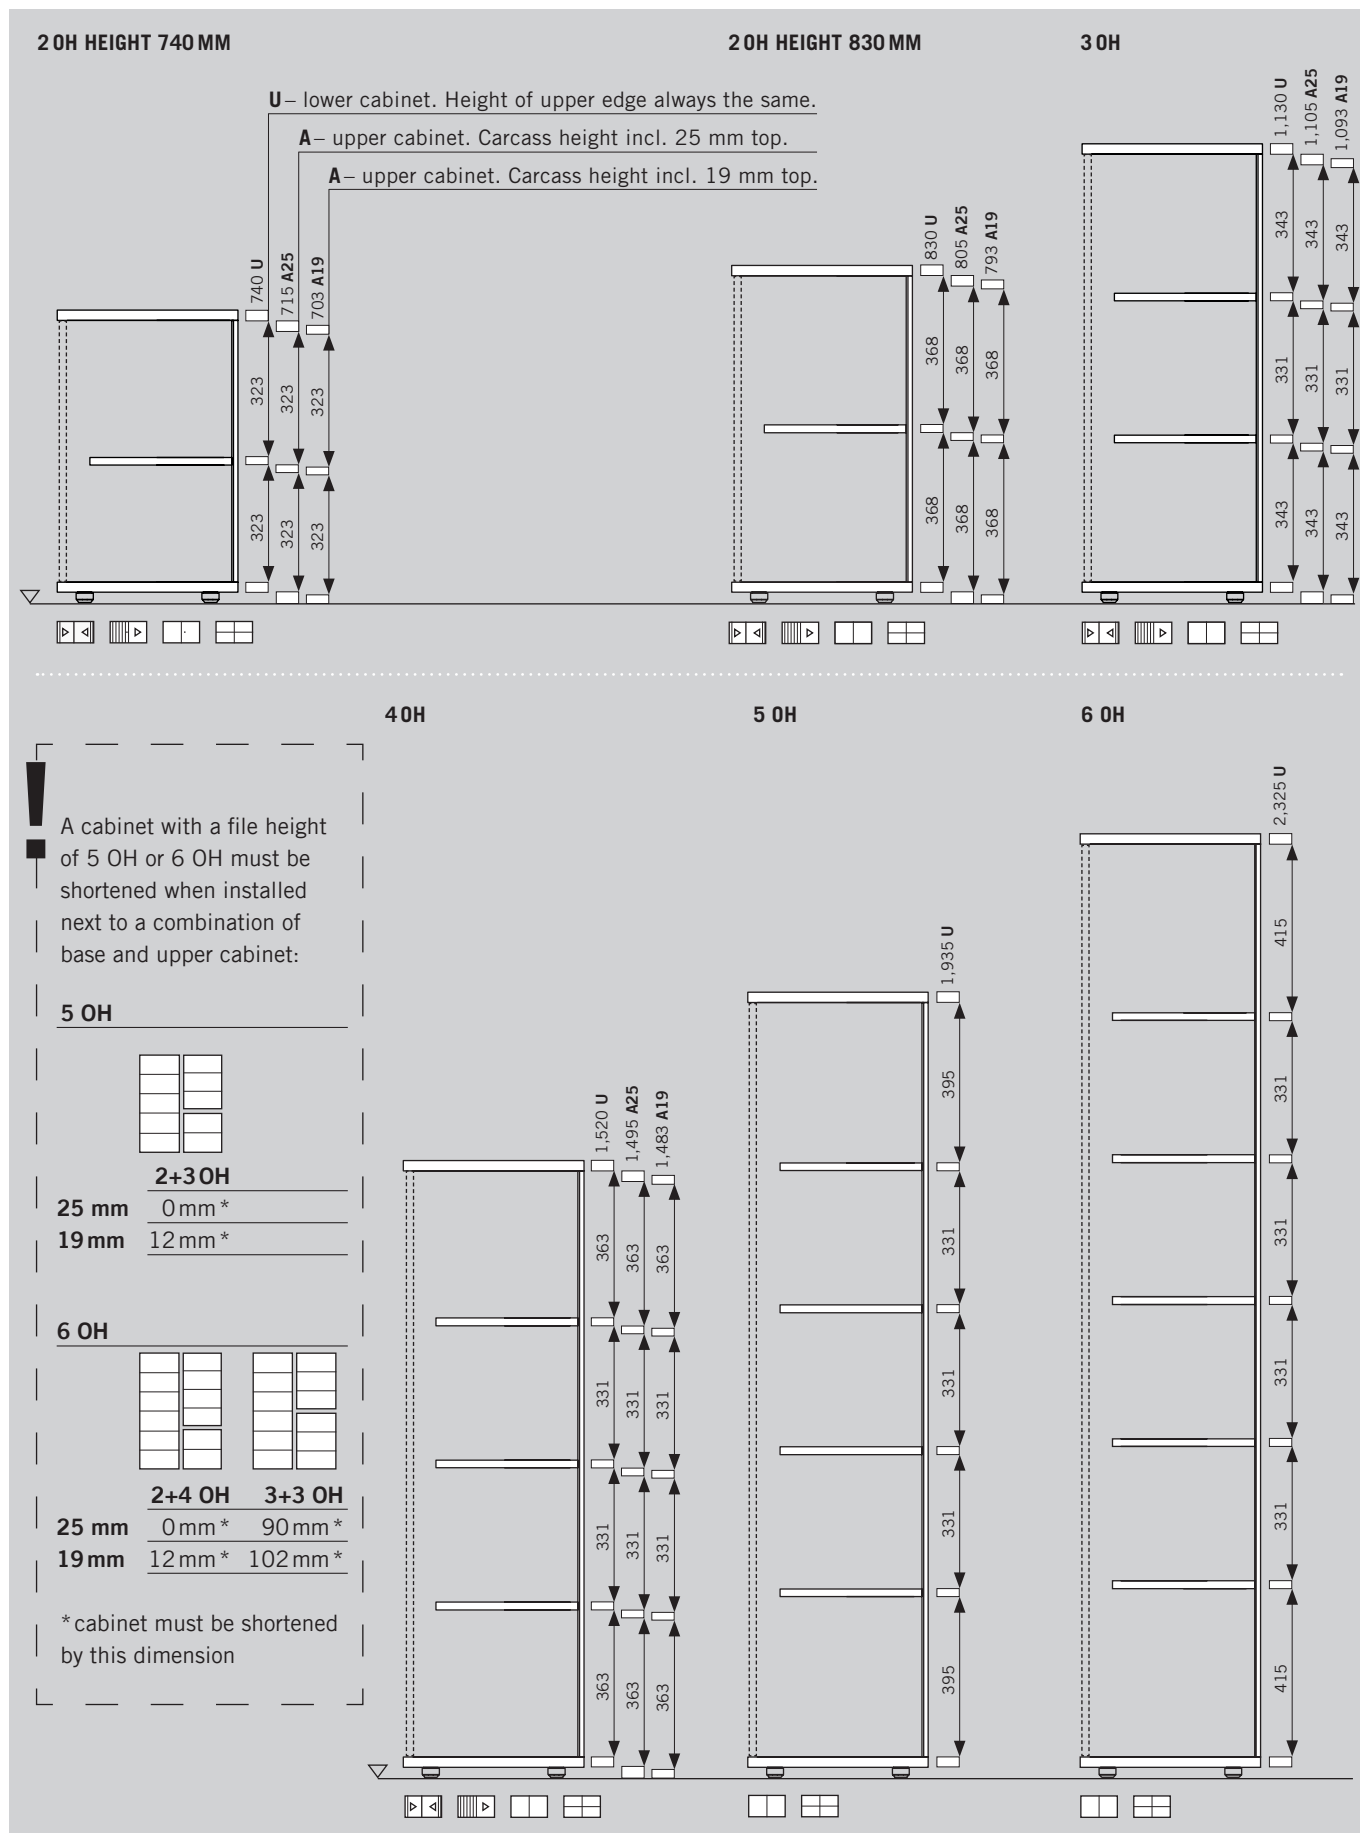 2 OH HEIGHT 740 MM
2 OH HEIGHT 830 MM
3 OH
U – lower cabinet. Height of upper edge always the same.
A – upper cabinet. Carcass height incl. 25 mm top.
A – upper cabinet. Carcass height incl. 19 mm top.
740 U
715 A25
703 A19
323
323
323
323
323
323
830 U
805 A25
793 A19
368
368
368
368
368
368
1,130 U
1,105 A25
1,093 A19
343
343
343
331
331
331
343
343
343
4 OH
5 OH
6 OH
!
A cabinet with a file height
of 5 OH or 6 OH must be
shortened when installed
next to a combination of
base and upper cabinet:
5 OH
2+3 OH
25 mm 0 mm *
19 mm 12 mm *
6 OH
2+4 OH 3+3 OH
25 mm 0 mm * 90 mm *
19 mm 12 mm * 102 mm *
* cabinet must be shortened
by this dimension
1,520 U
1,495 A25
1,483 A19
363
363
363
331
331
331
331
331
331
363
363
363
1,935 U
395
331
331
331
395
2,325 U
415
331
331
331
331
415